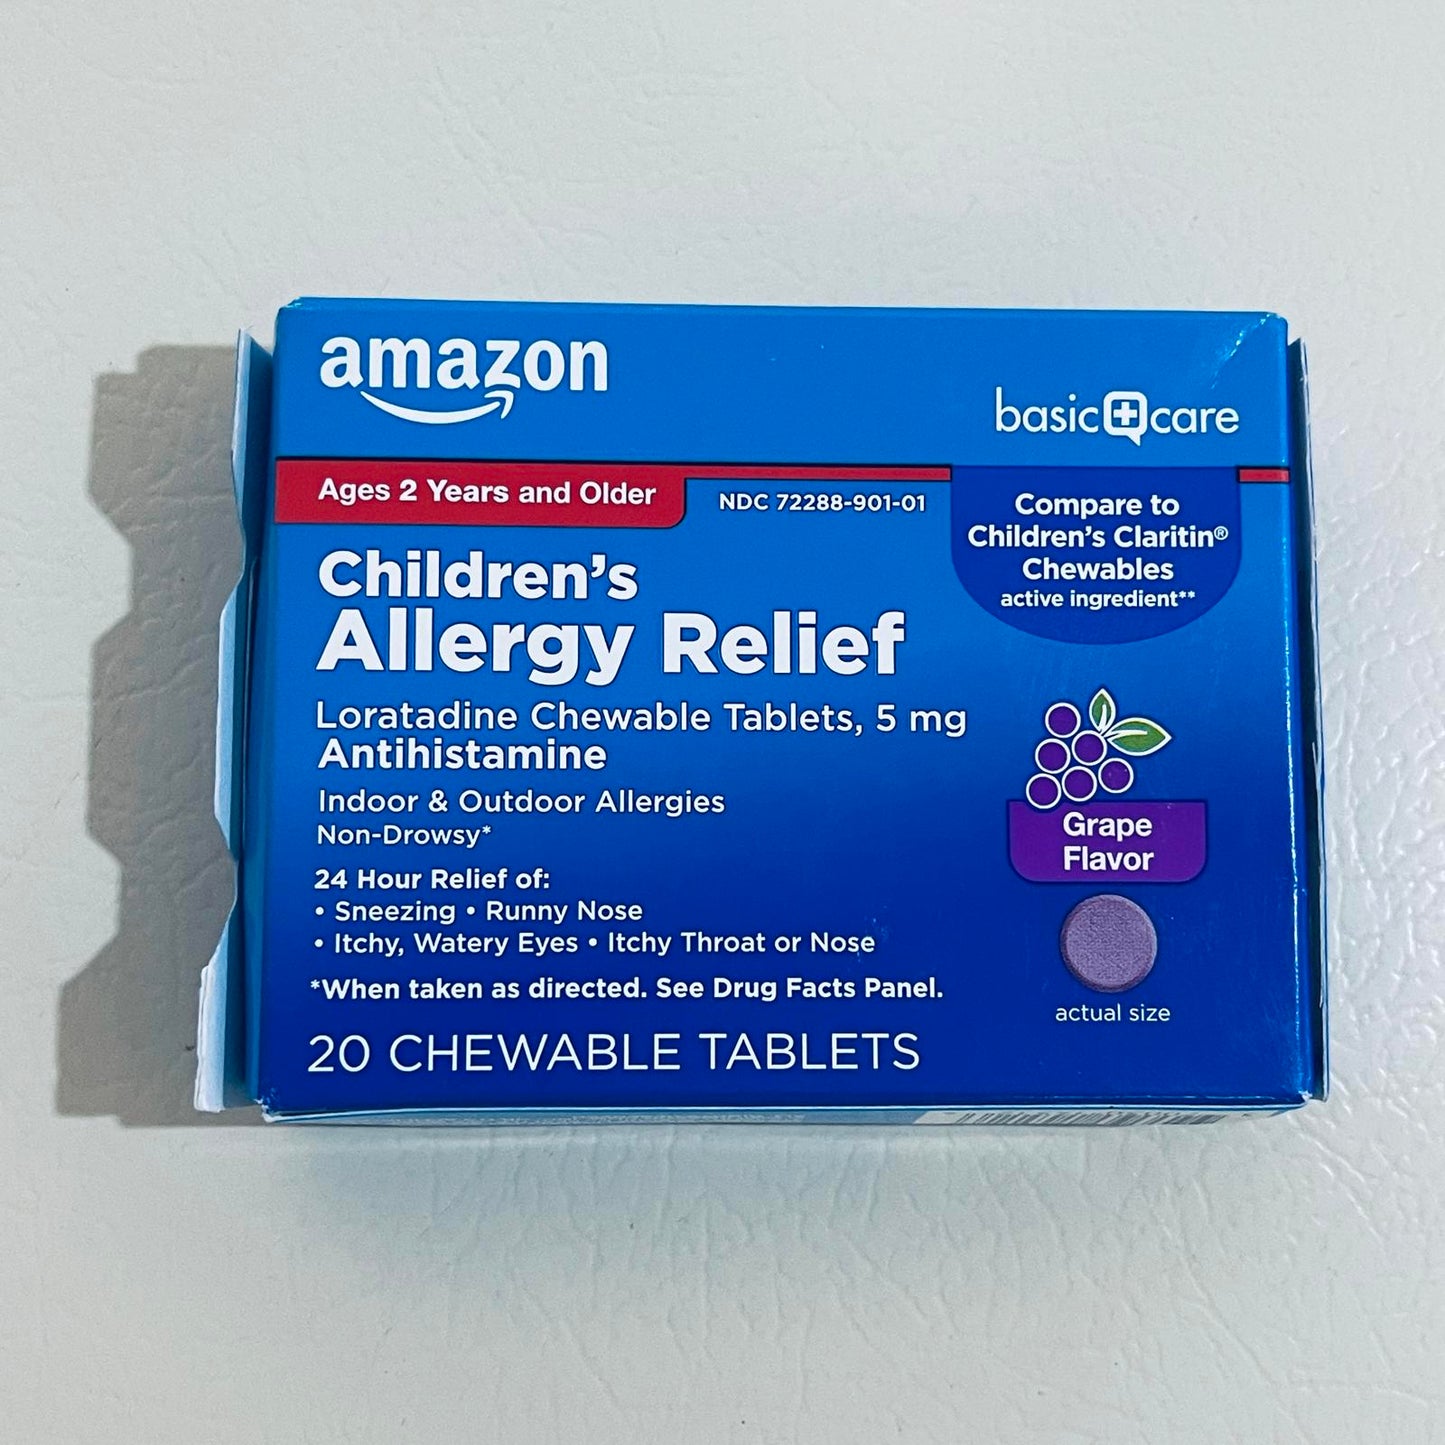 amazon
basic care
Ages 2 Years and Older
NDC 72288-901-01
Compare to
Children's Claritin®
Chewables
active ingredient**
Children's
Allergy Relief
Loratadine Chewable Tablets, 5 mg
Antihistamine
Indoor & Outdoor Allergies
Non-Drowsy*
24 Hour Relief of:
• Sneezing • Runny Nose
• Itchy, Watery Eyes • Itchy Throat or Nose
*When taken as directed. See Drug Facts Panel.
20 CHEWABLE TABLETS
Grape
Flavor
actual size